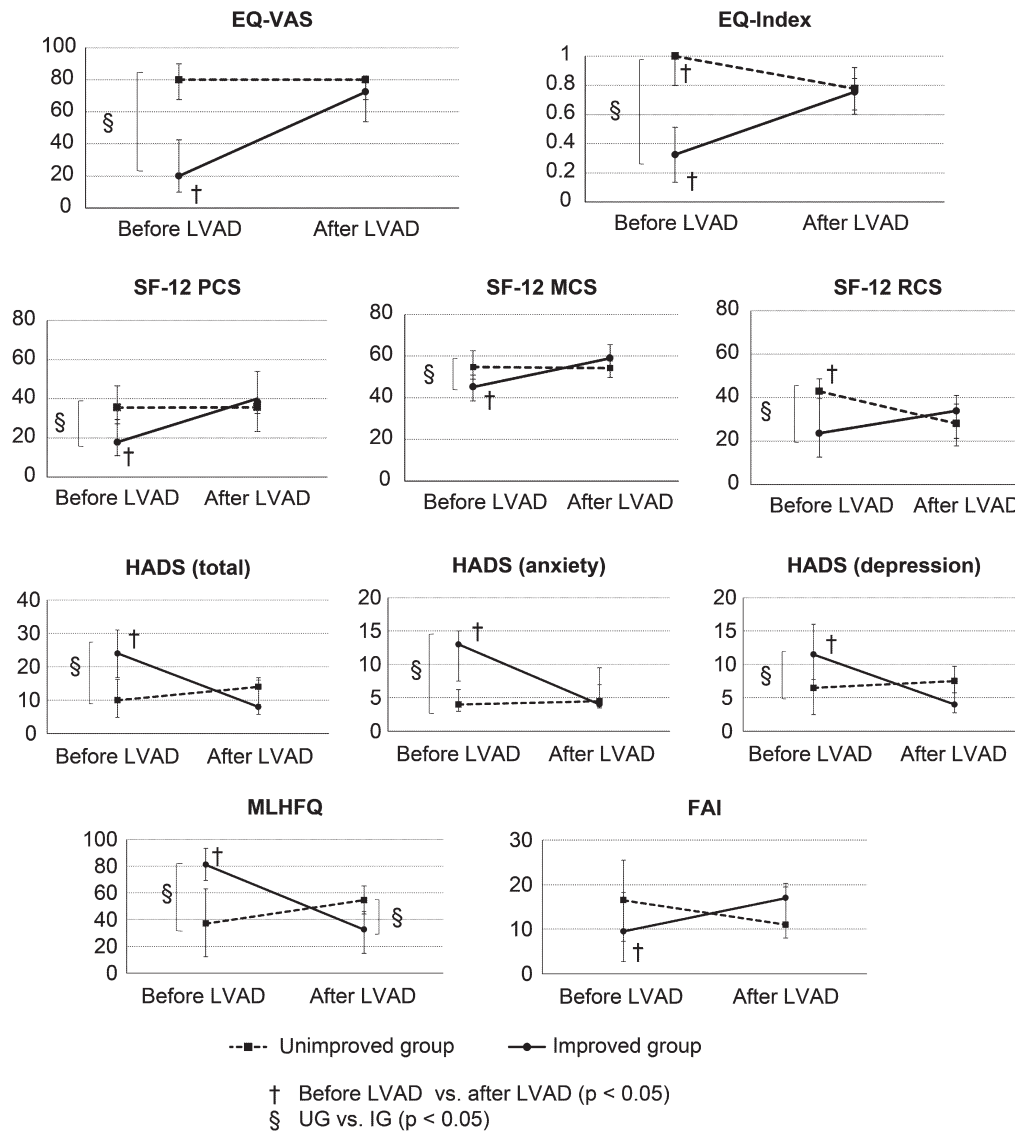 EQ-VAS
100
80
60
40
20
0
§
†
Before LVAD
After LVAD
EQ-Index
1
0.8
0.6
0.4
0.2
0
§
†
†
Before LVAD
After LVAD
SF-12 PCS
80
60
40
20
0
§
†
Before LVAD
After LVAD
SF-12 MCS
80
60
40
20
0
§
†
Before LVAD
After LVAD
SF-12 RCS
80
60
40
20
0
§
†
Before LVAD
After LVAD
HADS (total)
40
30
20
10
0
§
†
Before LVAD
After LVAD
HADS (anxiety)
20
15
10
5
0
§
†
Before LVAD
After LVAD
HADS (depression)
20
15
10
5
0
§
†
Before LVAD
After LVAD
MLHFQ
100
80
60
40
20
0
§
†
§
Before LVAD
After LVAD
FAI
30
20
10
0
†
Before LVAD
After LVAD
Unimproved group
Improved group
† Before LVAD vs. after LVAD (p < 0.05)
§ UG vs. IG (p < 0.05)